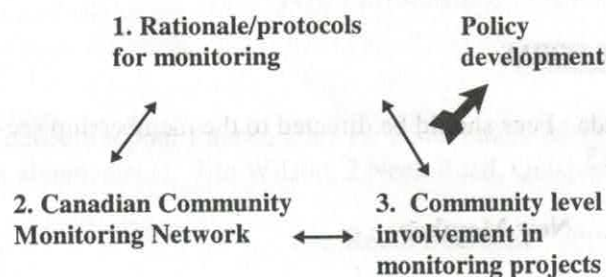 1. Rationale/protocols
for monitoring
Policy
development
2. Canadian Community
Monitoring Network
3. Community level
involvement in
monitoring projects